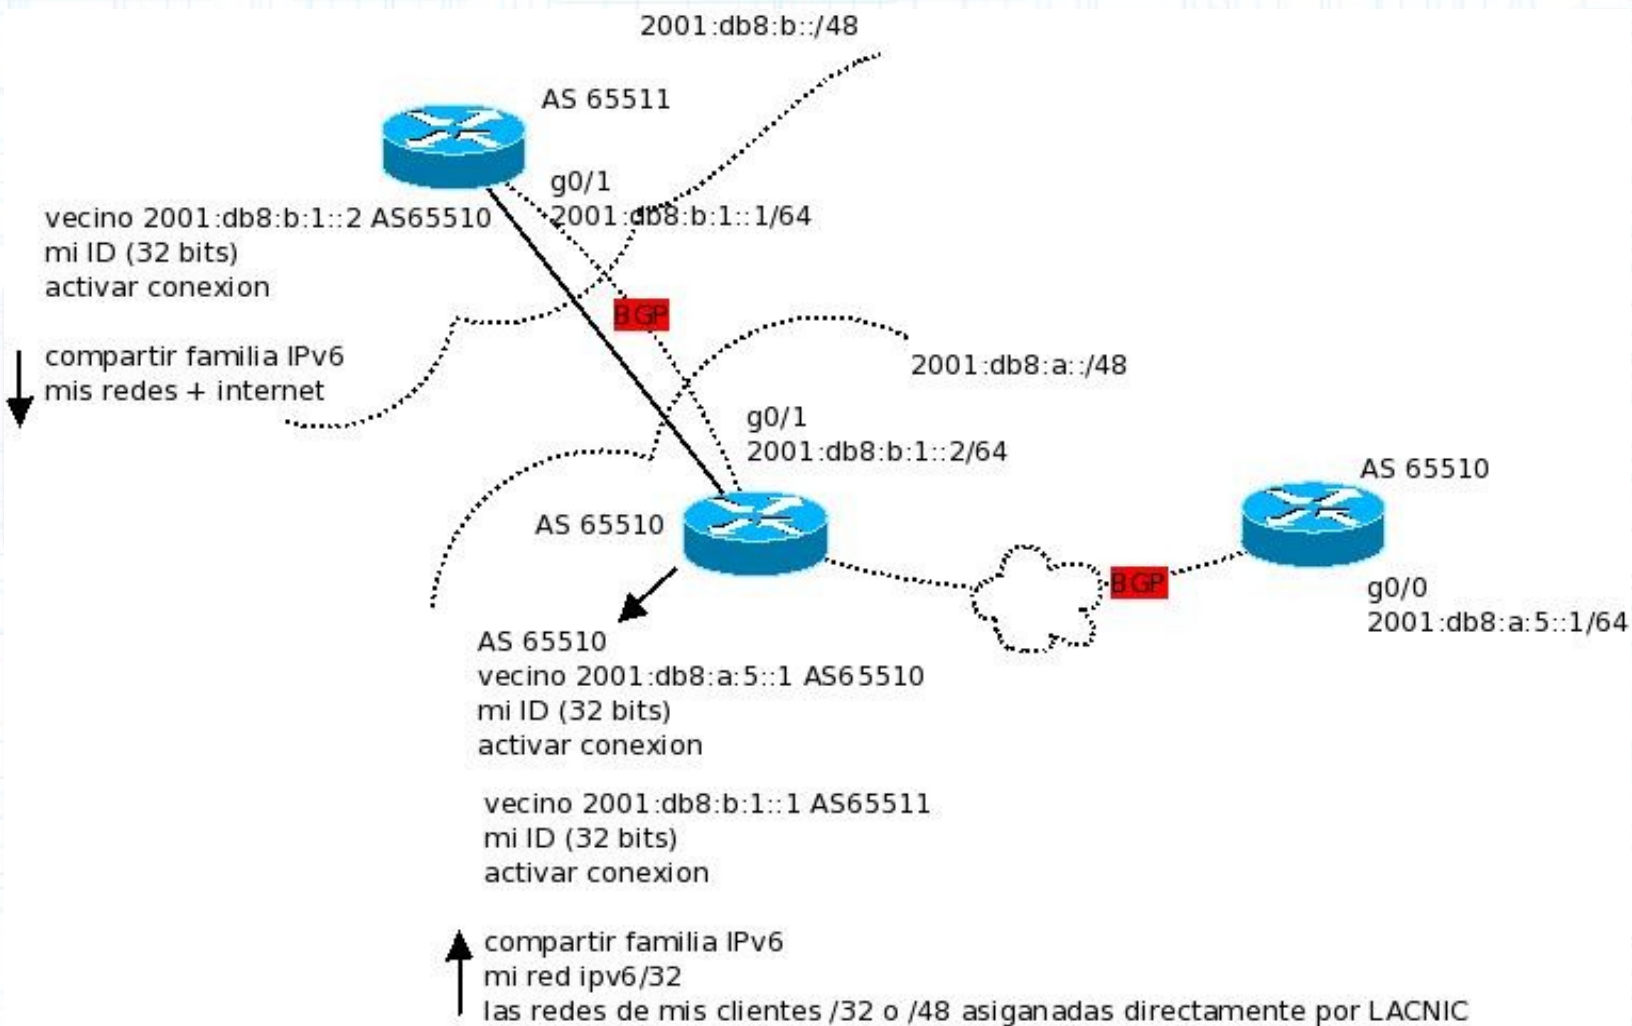 2001:db8:b::/48
AS 65511
g0/1
2001:db8:b:1::1/64
vecino 2001:db8:b:1::2 AS65510
mi ID (32 bits)
activar conexion
BGP
compartir familia IPv6
mis redes + internet
2001:db8:a::/48
g0/1
2001:db8:b:1::2/64
AS 65510
AS 65510
BGP
g0/0
2001:db8:a:5::1/64
AS 65510
vecino 2001:db8:a:5::1 AS65510
mi ID (32 bits)
activar conexion
vecino 2001:db8:b:1::1 AS65511
mi ID (32 bits)
activar conexion
compartir familia IPv6
mi red ipv6/32
las redes de mis clientes /32 o /48 asiganadas directamente por LACNIC